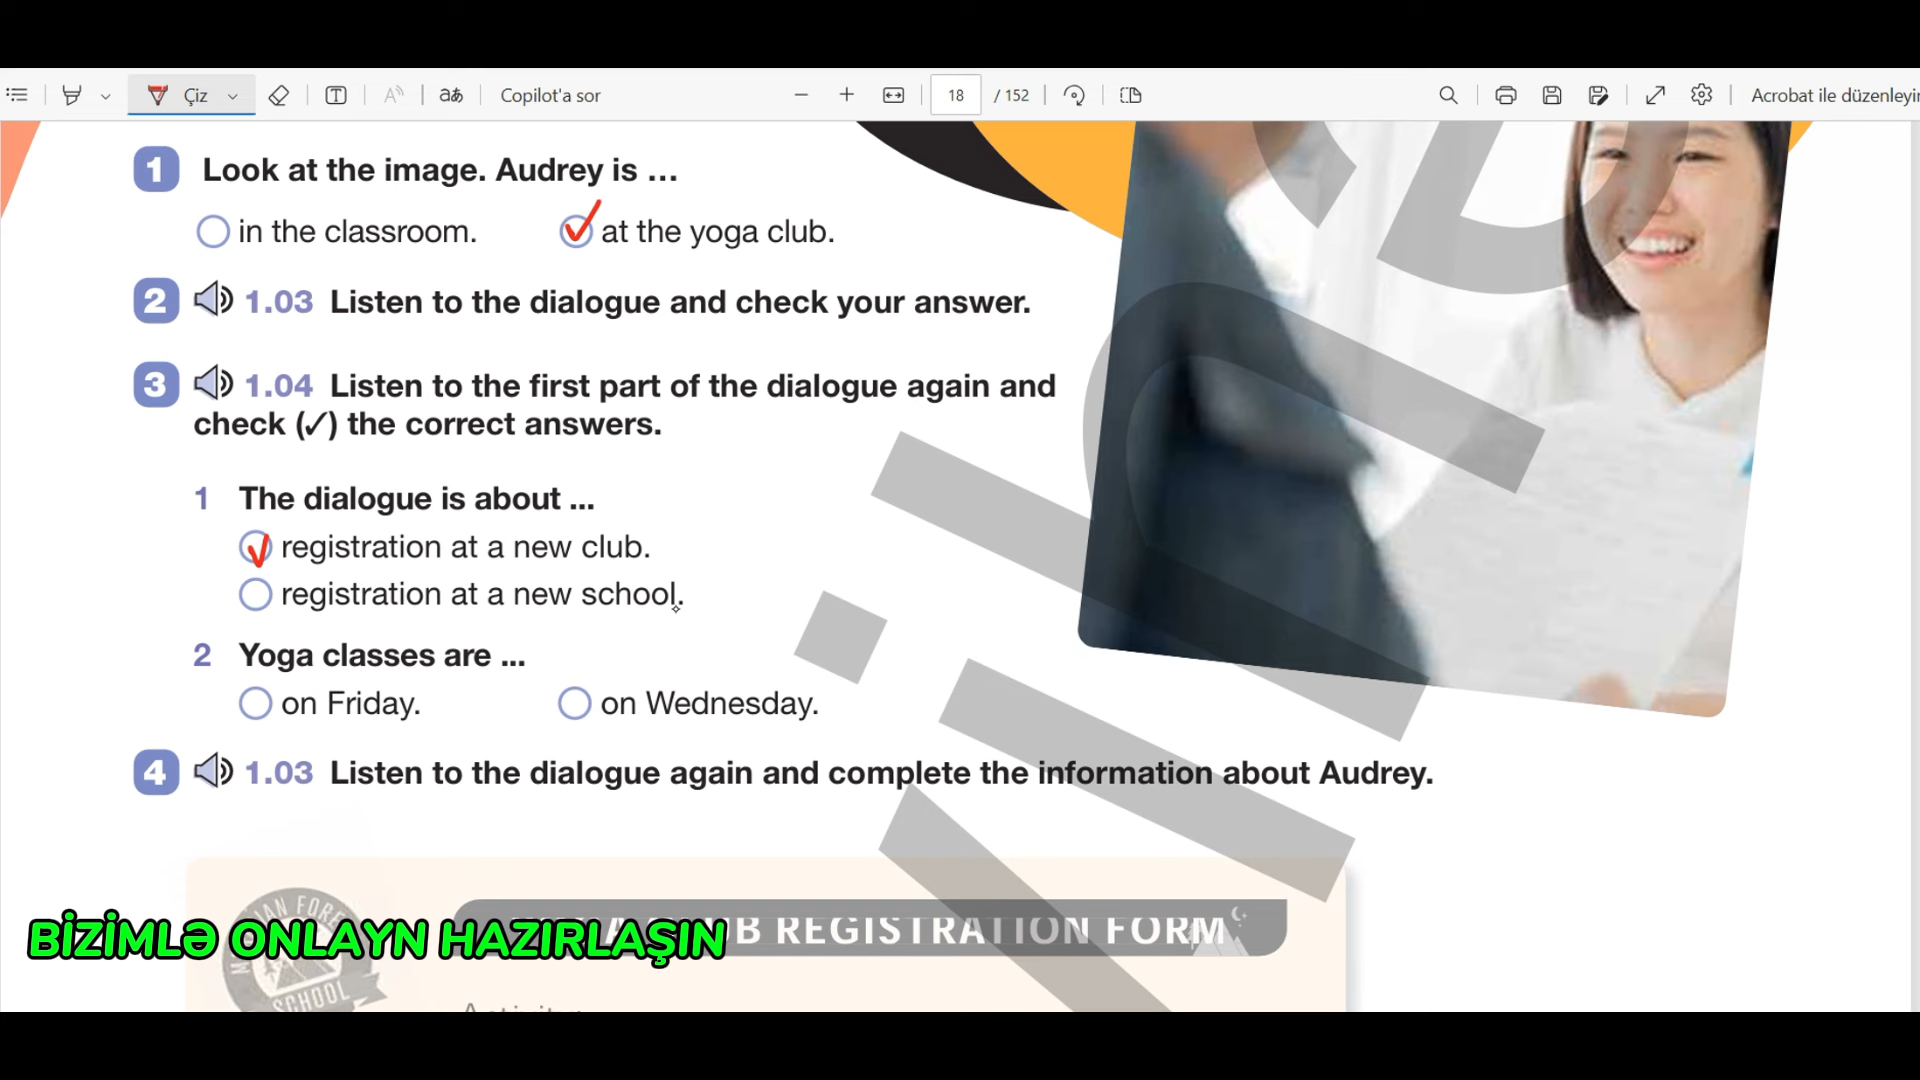 Çiz
aあ
Copilot'a sor
18
/ 152
Acrobat ile düzenleyin
1 Look at the image. Audrey is ...
in the classroom.
at the yoga club.
2 1.03 Listen to the dialogue and check your answer.
3 1.04 Listen to the first part of the dialogue again and
check (✓) the correct answers.
1 The dialogue is about ...
registration at a new club.
registration at a new school.
2 Yoga classes are ...
on Friday.
on Wednesday.
4 1.03 Listen to the dialogue again and complete the information about Audrey.
REGISTRATION FORM
SCHOOL
BİZİMLƏ ONLAYN HAZIRLAŞIN